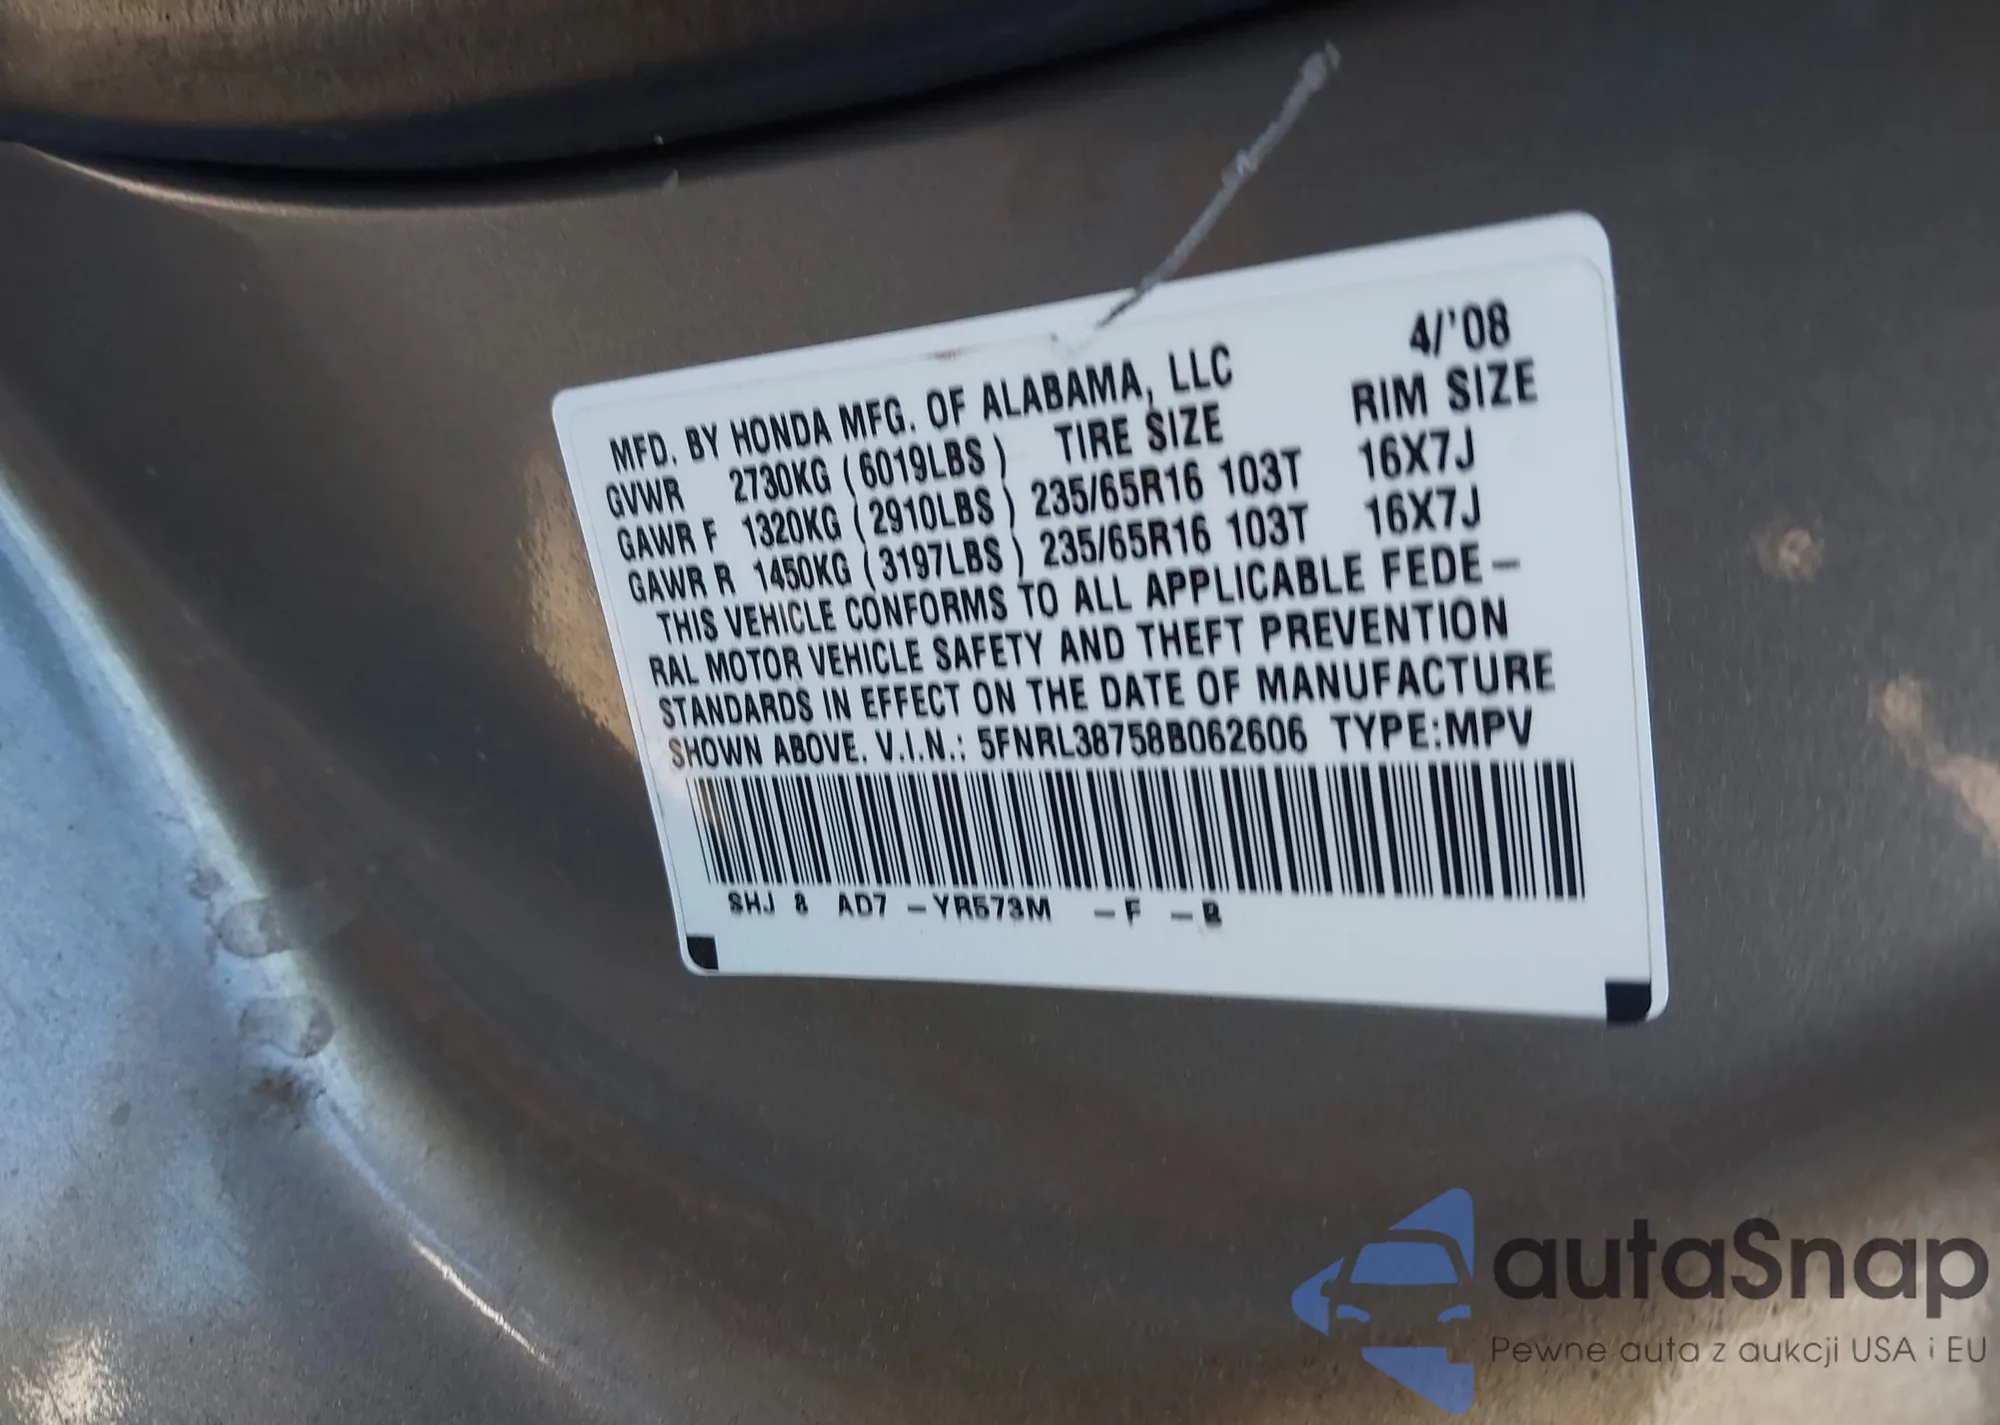 4/'08
MFD. BY HONDA MFG. OF ALABAMA, LLC
TIRE SIZE RIM SIZE
GVWR 2730KG (6019LBS)
GAWR F 1320KG (2910LBS) 235/65R16 103T 16X7J
GAWR R 1450KG (3197LBS) 235/65R16 103T 16X7J
THIS VEHICLE CONFORMS TO ALL APPLICABLE FEDE-
RAL MOTOR VEHICLE SAFETY AND THEFT PREVENTION
STANDARDS IN EFFECT ON THE DATE OF MANUFACTURE
SHOWN ABOVE. V.I.N.: 5FNRL38758B062606 TYPE:MPV
SHJ 8 AD7 -YR573M -F -B
autaSnap
Pewne auta z aukcji USA i EU